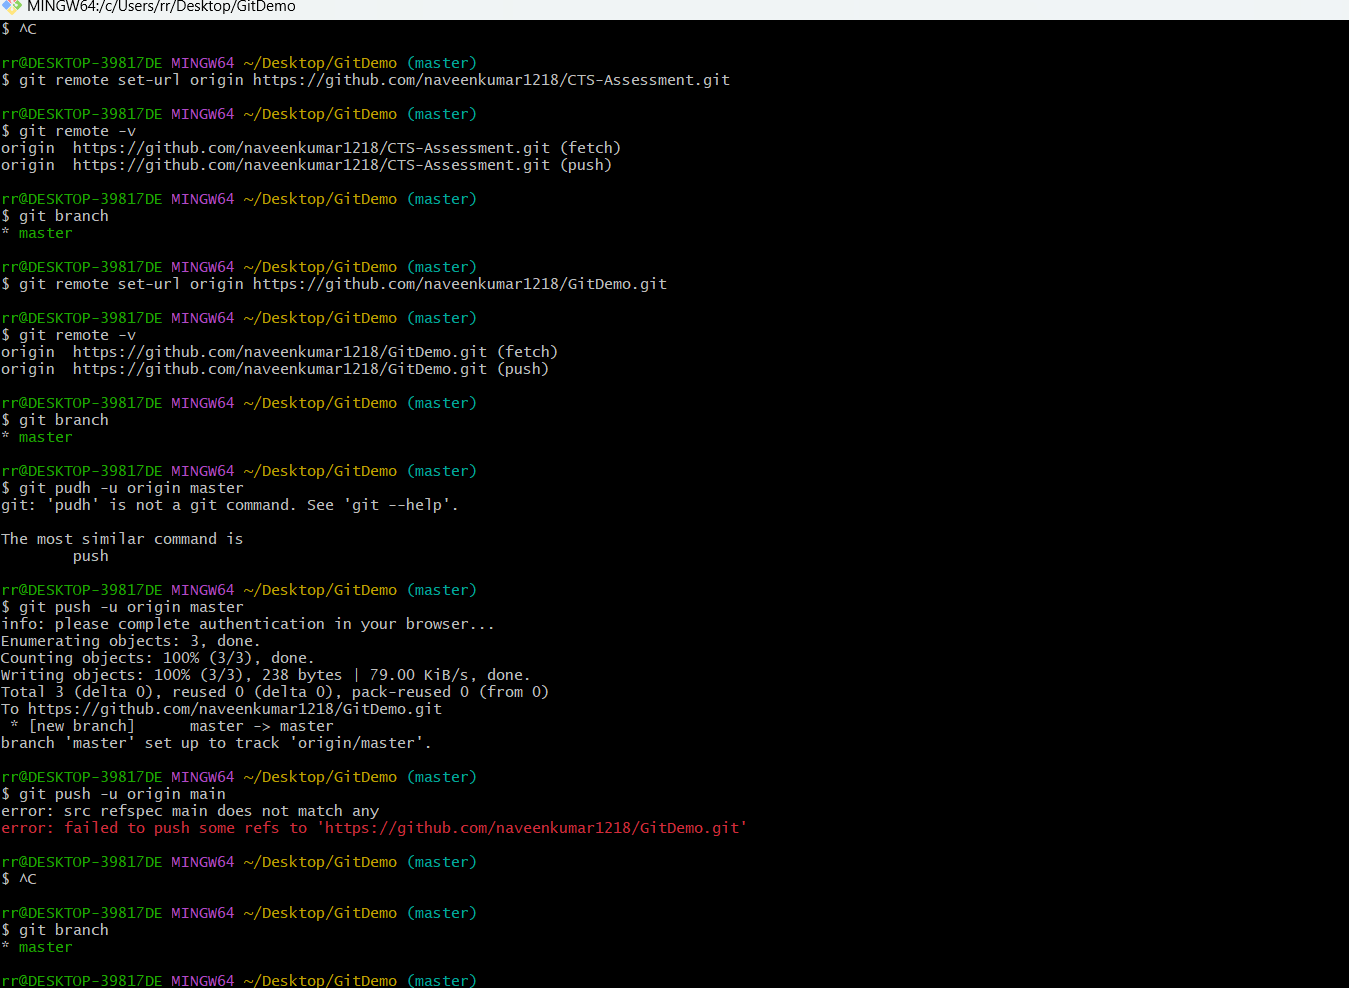 MINGW64:/c/Users/rr/Desktop/GitDemo
$ ^C
rr@DESKTOP-39817DE MINGW64 ~/Desktop/GitDemo (master)
$ git remote set-url origin https://github.com/naveenkumar1218/CTS-Assessment.git
rr@DESKTOP-39817DE MINGW64 ~/Desktop/GitDemo (master)
$ git remote -v
origin  https://github.com/naveenkumar1218/CTS-Assessment.git (fetch)
origin  https://github.com/naveenkumar1218/CTS-Assessment.git (push)
rr@DESKTOP-39817DE MINGW64 ~/Desktop/GitDemo (master)
$ git branch
* master
rr@DESKTOP-39817DE MINGW64 ~/Desktop/GitDemo (master)
$ git remote set-url origin https://github.com/naveenkumar1218/GitDemo.git
rr@DESKTOP-39817DE MINGW64 ~/Desktop/GitDemo (master)
$ git remote -v
origin  https://github.com/naveenkumar1218/GitDemo.git (fetch)
origin  https://github.com/naveenkumar1218/GitDemo.git (push)
rr@DESKTOP-39817DE MINGW64 ~/Desktop/GitDemo (master)
$ git branch
* master
rr@DESKTOP-39817DE MINGW64 ~/Desktop/GitDemo (master)
$ git pudh -u origin master
git: 'pudh' is not a git command. See 'git --help'.
The most similar command is
        push
rr@DESKTOP-39817DE MINGW64 ~/Desktop/GitDemo (master)
$ git push -u origin master
info: please complete authentication in your browser...
Enumerating objects: 3, done.
Counting objects: 100% (3/3), done.
Writing objects: 100% (3/3), 238 bytes | 79.00 KiB/s, done.
Total 3 (delta 0), reused 0 (delta 0), pack-reused 0 (from 0)
To https://github.com/naveenkumar1218/GitDemo.git
 * [new branch]      master -> master
branch 'master' set up to track 'origin/master'.
rr@DESKTOP-39817DE MINGW64 ~/Desktop/GitDemo (master)
$ git push -u origin main
error: src refspec main does not match any
error: failed to push some refs to 'https://github.com/naveenkumar1218/GitDemo.git'
rr@DESKTOP-39817DE MINGW64 ~/Desktop/GitDemo (master)
$ ^C
rr@DESKTOP-39817DE MINGW64 ~/Desktop/GitDemo (master)
$ git branch
* master
rr@DESKTOP-39817DE MINGW64 ~/Desktop/GitDemo (master)